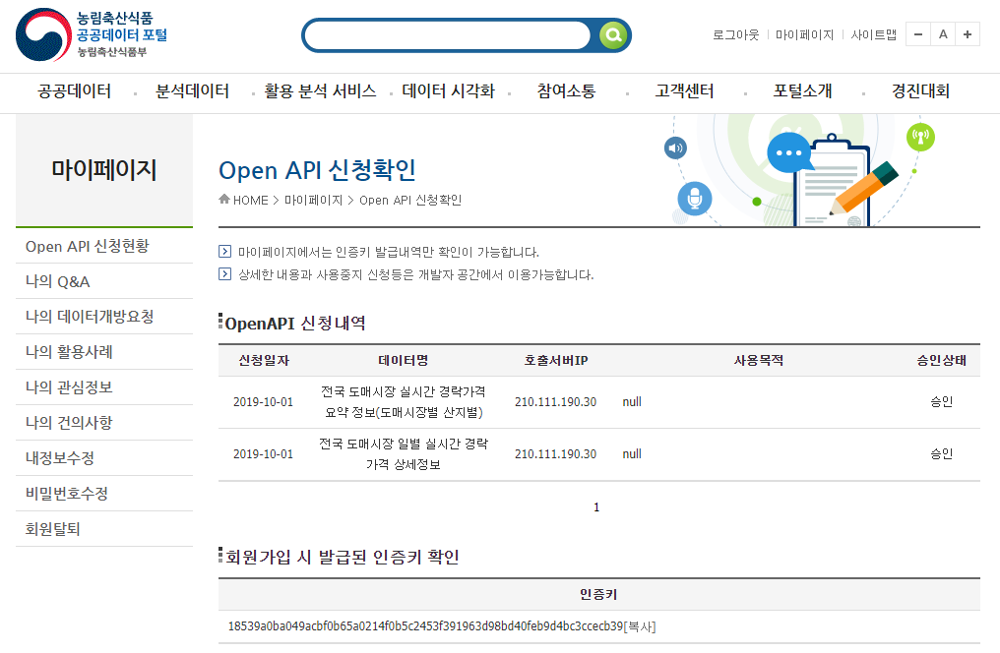 농림축산식품
공공데이터 포털
농림축산식품부
로그아웃 마이페이지 사이트맵 - A +
공공데이터 분석데이터 활용 분석 서비스 데이터 시각화 참여소통 고객센터 포털소개 경진대회
마이페이지
Open API 신청현황
나의 Q&A
나의 데이터개방요청
나의 활용사례
나의 관심정보
나의 건의사항
내정보수정
비밀번호수정
회원탈퇴
Open API 신청확인
HOME > 마이페이지 > Open API 신청확인
마이페이지에서는 인증키 발급내역만 확인이 가능합니다.
상세한 내용과 사용중지 신청등은 개발자 공간에서 이용가능합니다.
OpenAPI 신청내역
신청일자 데이터명 호출서버IP 사용목적 승인상태
2019-10-01 전국 도매시장 실시간 경락가격 210.111.190.30 null 승인
요약 정보(도매시장별 산지별)
2019-10-01 전국 도매시장 일별 실시간 경락 210.111.190.30 null 승인
가격 상세정보
1
회원가입 시 발급된 인증키 확인
인증키
18539a0ba049acbf0b65a0214f0b5c2453f391963d98bd40feb9d4bc3ccecb39[복사]